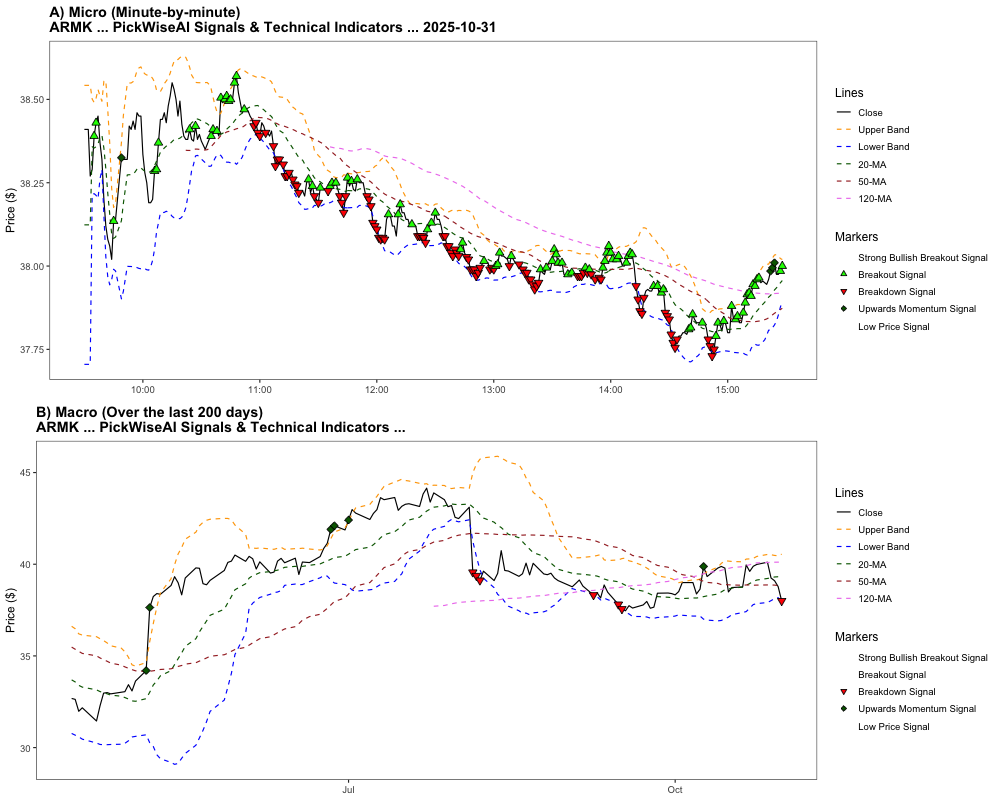 A) Micro (Minute-by-minute)
ARMK ... PickWiseAI Signals & Technical Indicators ... 2025-10-31
Price ($)
38.50
38.25
38.00
37.75
10:00
11:00
12:00
13:00
14:00
15:00
Lines
Close
Upper Band
Lower Band
20-MA
50-MA
120-MA
Markers
Strong Bullish Breakout Signal
Breakout Signal
Breakdown Signal
Upwards Momentum Signal
Low Price Signal
B) Macro (Over the last 200 days)
ARMK ... PickWiseAI Signals & Technical Indicators ...
Price ($)
45
40
35
30
Jul
Oct
Lines
Close
Upper Band
Lower Band
20-MA
50-MA
120-MA
Markers
Strong Bullish Breakout Signal
Breakout Signal
Breakdown Signal
Upwards Momentum Signal
Low Price Signal